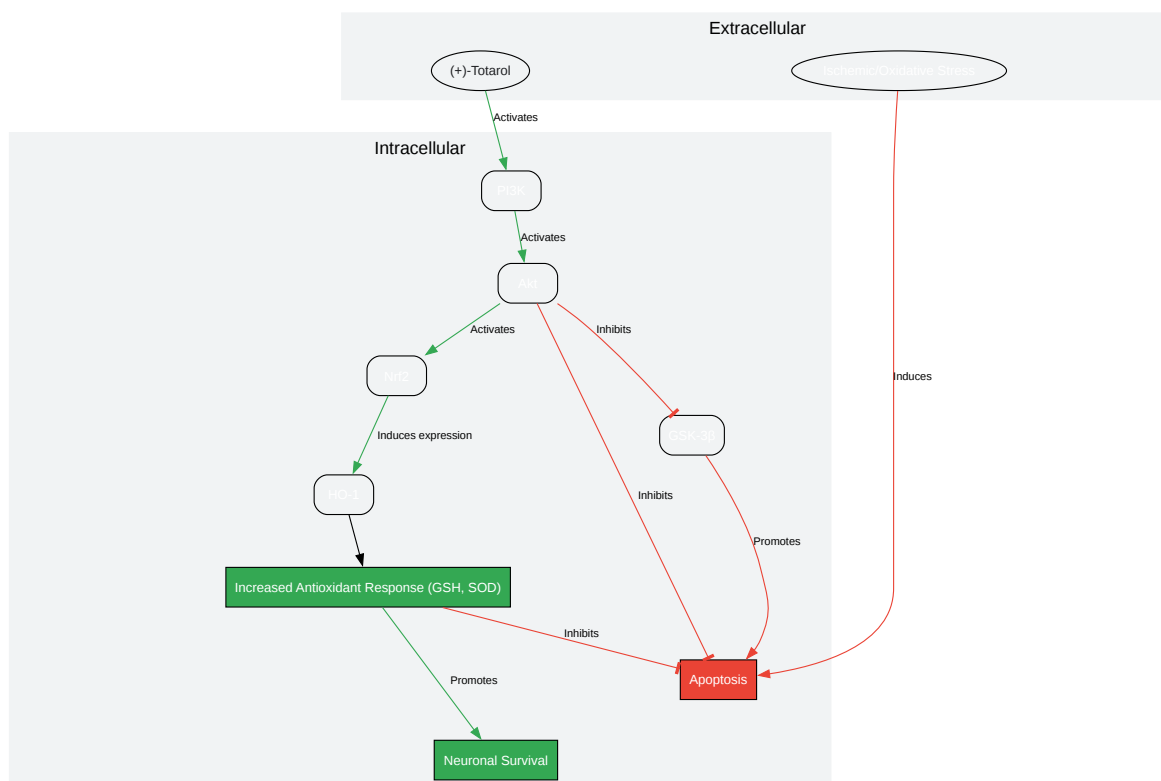 Extracellular
(+)-Totarol
Ischemic/Oxidative Stress
Activates
Intracellular
PI3K
Activates
Akt
Activates
Inhibits
Nrf2
Induces
GSK-3β
Induces expression
HO-1
Inhibits
Promotes
Increased Antioxidant Response (GSH, SOD)
Inhibits
Apoptosis
Promotes
Neuronal Survival